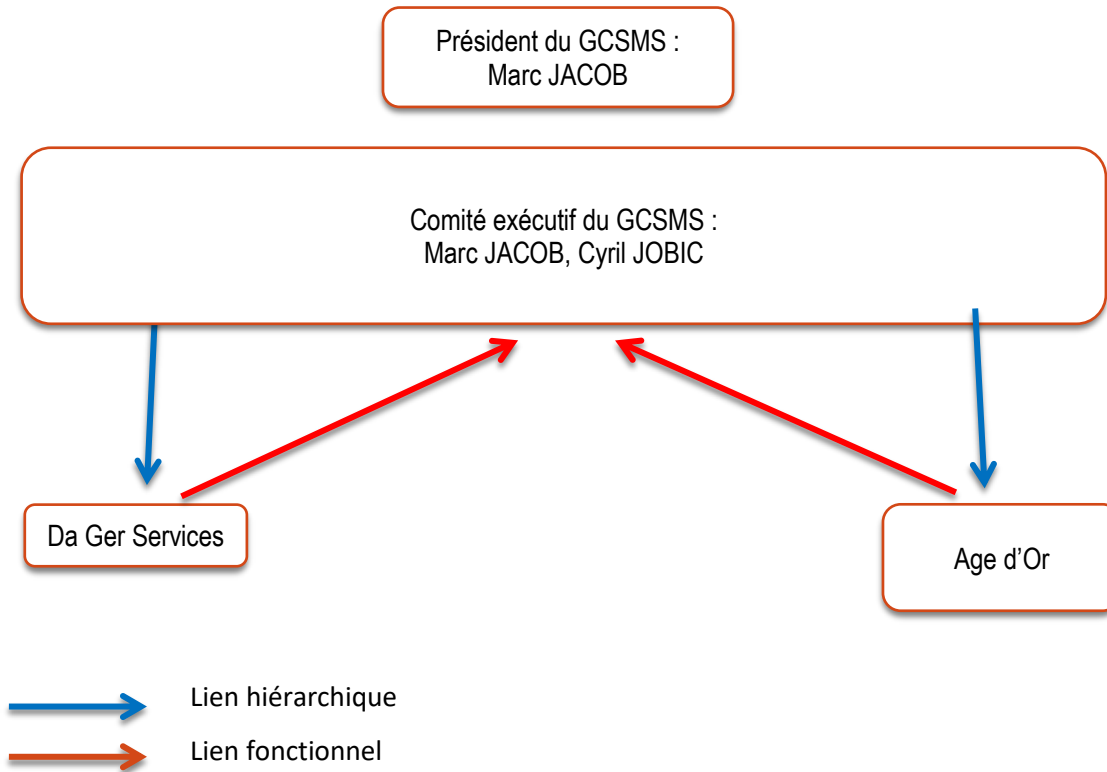 Président du GCSMS :
Marc JACOB
Comité exécutif du GCSMS :
Marc JACOB, Cyril JOBIC
Da Ger Services
Age d’Or
Lien hiérarchique
Lien fonctionnel